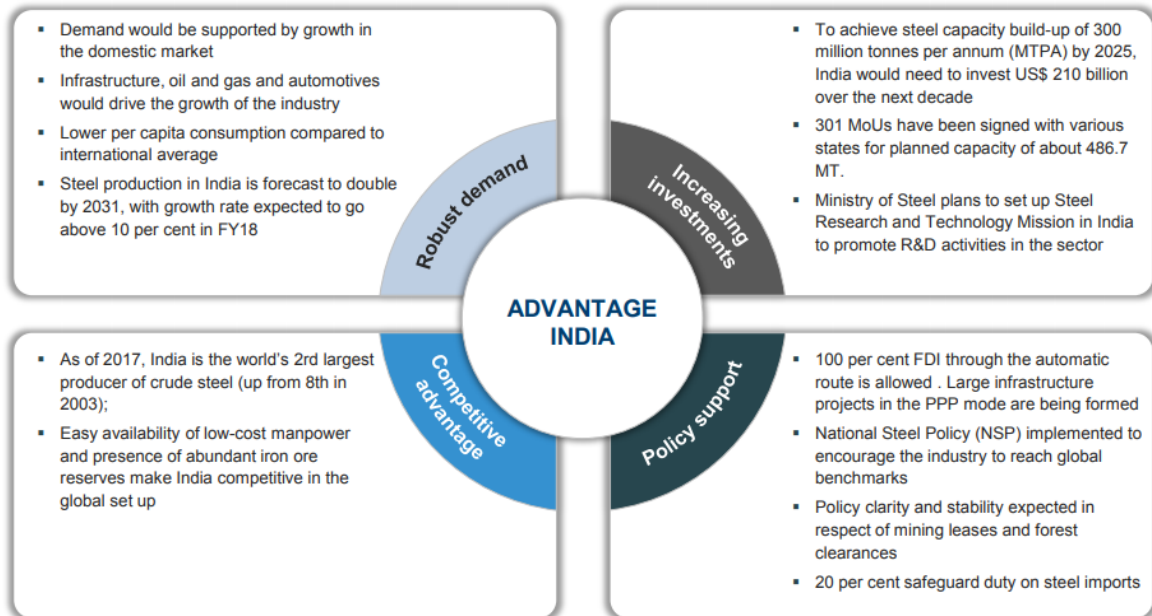 ▪ Demand would be supported by growth in
the domestic market
▪ Infrastructure, oil and gas and automotives
would drive the growth of the industry
▪ Lower per capita consumption compared to
international average
▪ Steel production in India is forecast to double
by 2031, with growth rate expected to go
above 10 per cent in FY18
Robust demand
▪ To achieve steel capacity build-up of 300
million tonnes per annum (MTPA) by 2025,
India would need to invest US$ 210 billion
over the next decade
▪ 301 MoUs have been signed with various
states for planned capacity of about 486.7
MT.
▪ Ministry of Steel plans to set up Steel
Research and Technology Mission in India
to promote R&D activities in the sector
Increasing
investments
ADVANTAGE
INDIA
▪ As of 2017, India is the world’s 2rd largest
producer of crude steel (up from 8th in
2003);
▪ Easy availability of low-cost manpower
and presence of abundant iron ore
reserves make India competitive in the
global set up
Competitive
advantage
▪ 100 per cent FDI through the automatic
route is allowed . Large infrastructure
projects in the PPP mode are being formed
▪ National Steel Policy (NSP) implemented to
encourage the industry to reach global
benchmarks
▪ Policy clarity and stability expected in
respect of mining leases and forest
clearances
▪ 20 per cent safeguard duty on steel imports
Policy support